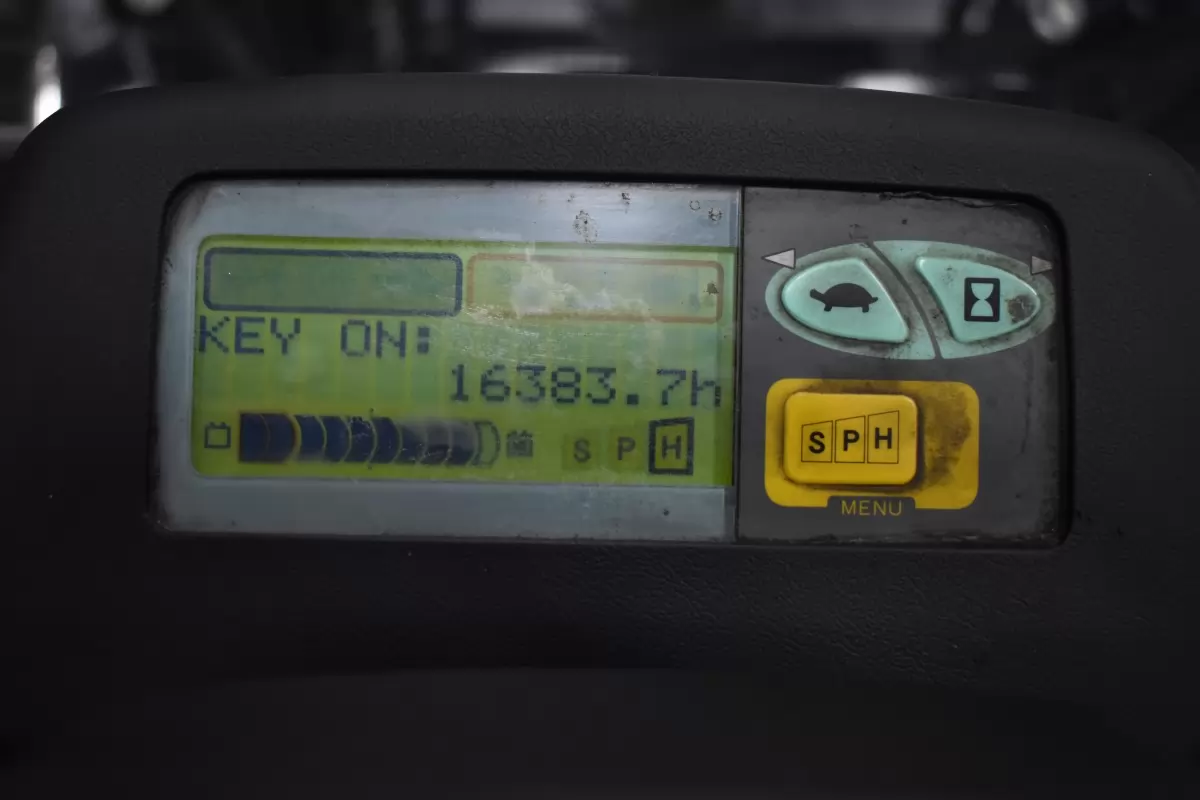 KEY ON:
16383.7h
S P H
S P H
MENU